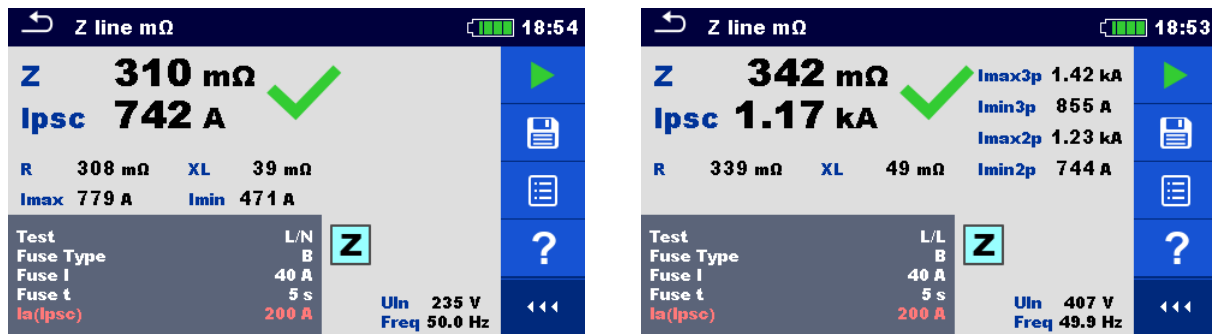 Z line mΩ 18:54
Z 310 mΩ
Ipsc 742 A
R 308 mΩ XL 39 mΩ
Imax 779 A Imin 471 A
Test L/N
Fuse Type B
Fuse I 40 A
Fuse t 5 s
Ia(Ipsc) 200 A
Z
Uln 235 V
Freq 50.0 Hz
?
Z line mΩ 18:53
Z 342 mΩ
Ipsc 1.17 kA
Imax3p 1.42 kA
Imin3p 855 A
Imax2p 1.23 kA
Imin2p 744 A
R 339 mΩ XL 49 mΩ
Test L/L
Fuse Type B
Fuse I 40 A
Fuse t 5 s
Ia(Ipsc) 200 A
Z
Uln 407 V
Freq 49.9 Hz
?